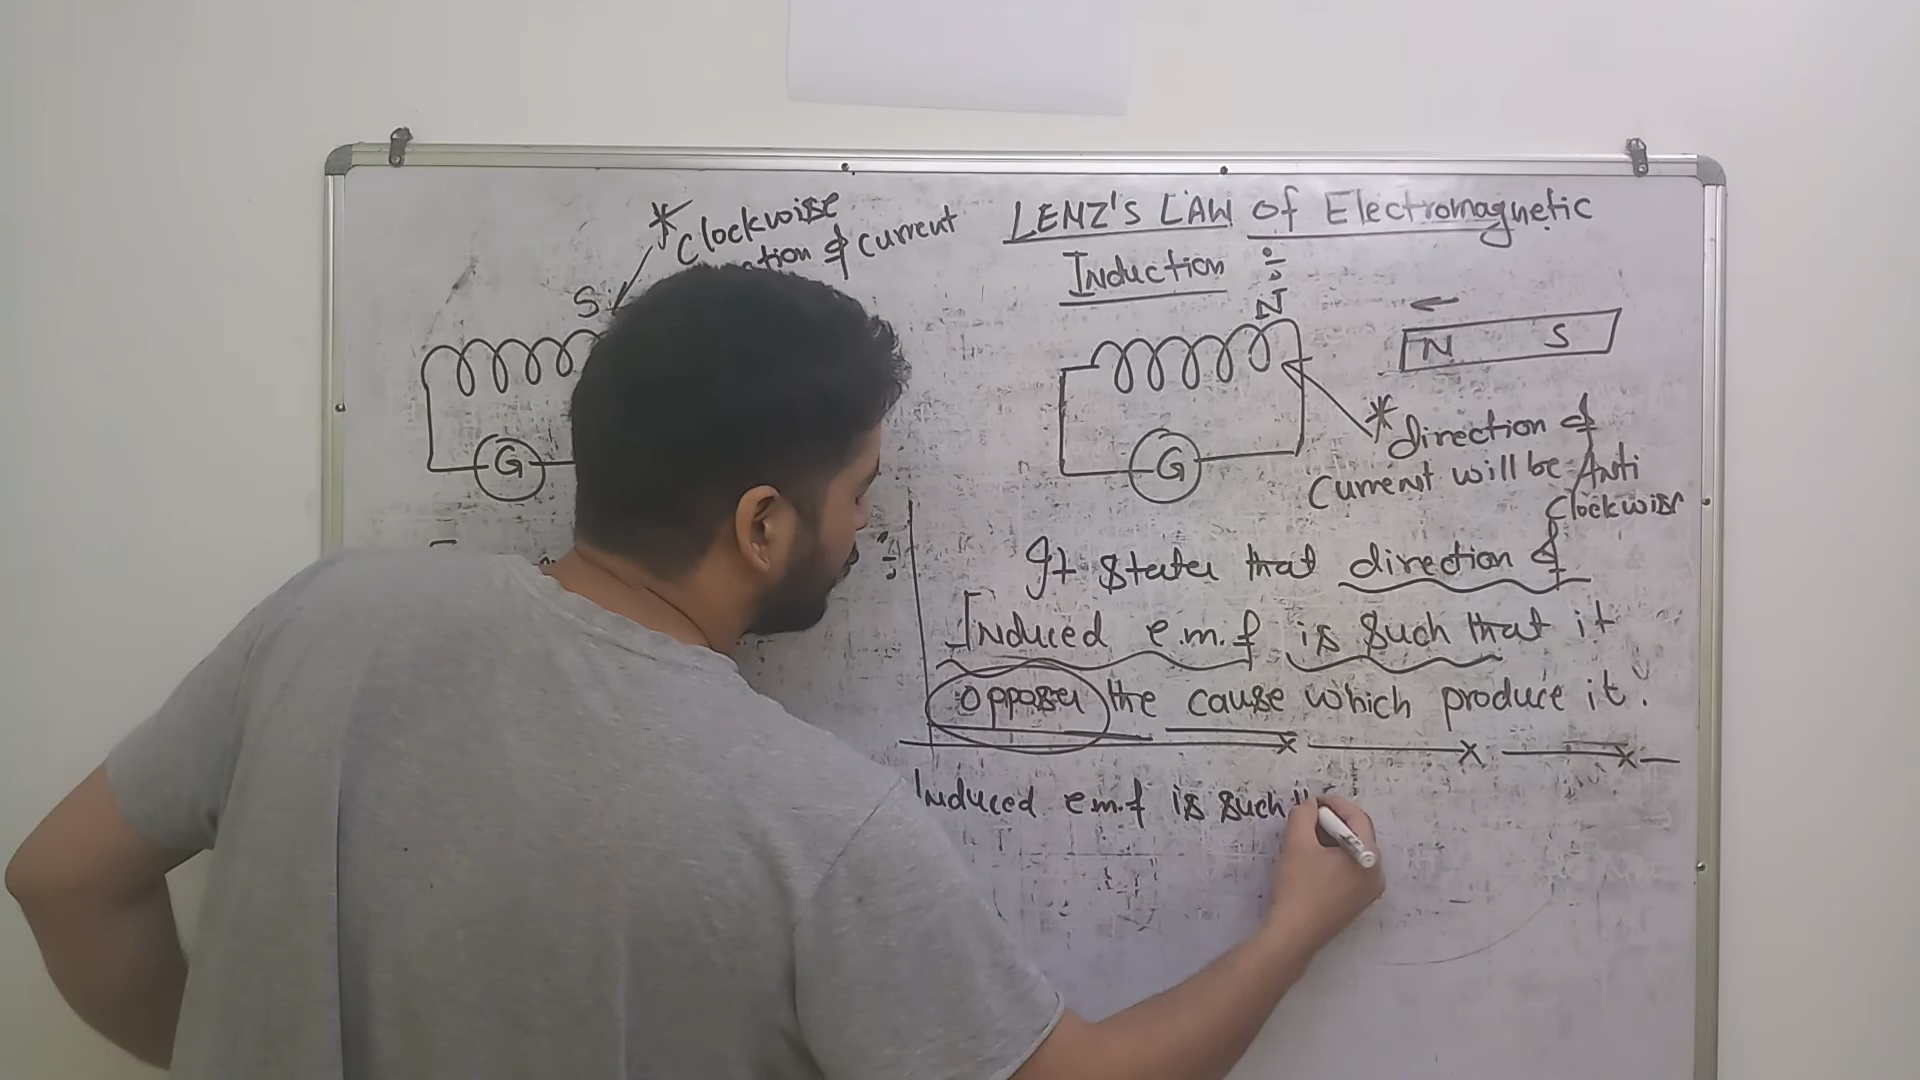 LENZ'S LAW of Electromagnetic
Induction :
* Clockwise
of current
S
G
N
N S
G
* direction of
Current will be Anti
Clockwise
It states that direction of
Induced e.m.f is such that it
opposes the cause which produce it".
Induced e.m.f is such